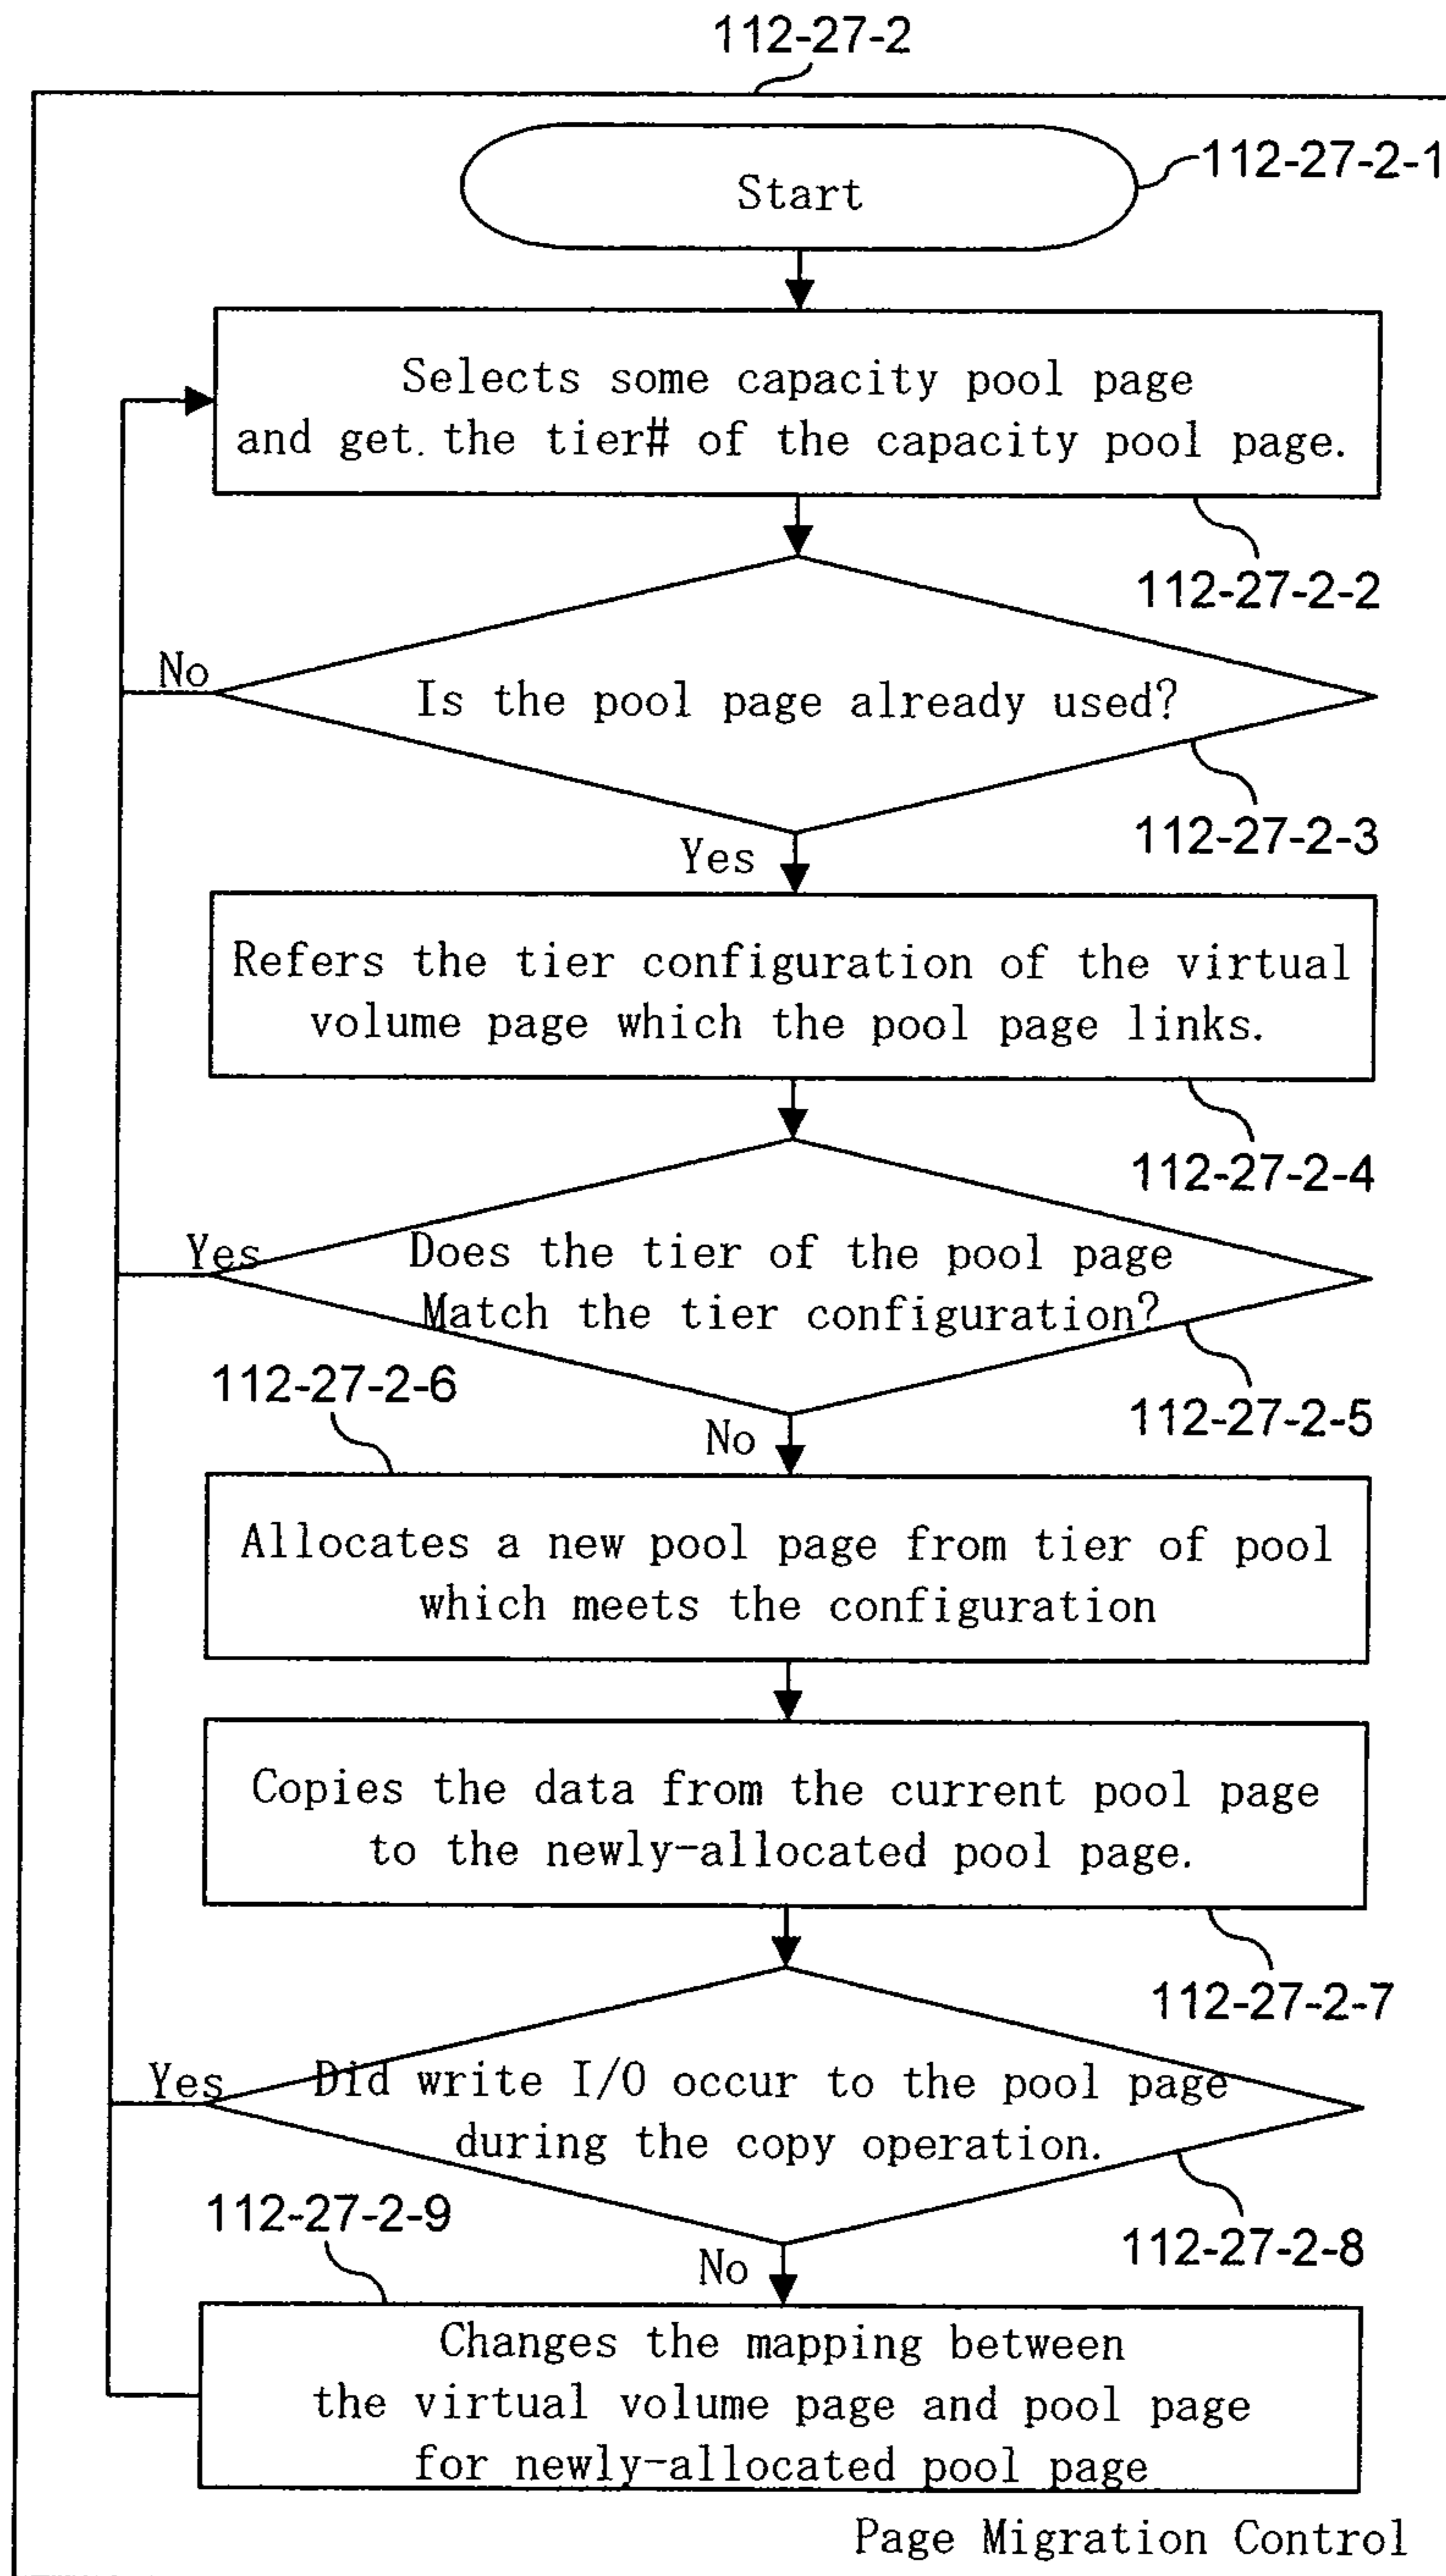 112-27-2
Start
112-27-2-1
Selects some capacity pool page
and get. the tier# of the capacity pool page.
112-27-2-2
No
Is the pool page already used?
112-27-2-3
Yes
Refers the tier configuration of the virtual
volume page which the pool page links.
112-27-2-4
Yes
Does the tier of the pool page
Match the tier configuration?
112-27-2-5
No
112-27-2-6
Allocates a new pool page from tier of pool
which meets the configuration
Copies the data from the current pool page
to the newly-allocated pool page.
112-27-2-7
Yes
Did write I/O occur to the pool page
during the copy operation.
112-27-2-8
No
112-27-2-9
Changes the mapping between
the virtual volume page and pool page
for newly-allocated pool page
Page Migration Control